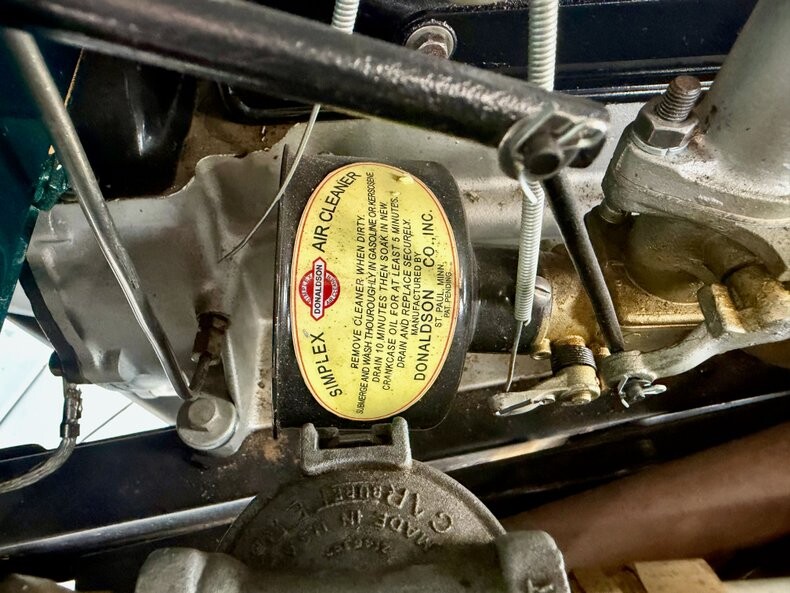 SIMPLEX AIR CLEANER
DONALDSON
REMOVE CLEANER WHEN DIRTY.
SUBMERGE AND WASH THOUROUGHLY IN GASOLINE OR KEROSENE.
DRAIN 10 MINUTES THEN SOAK IN NEW
CRANKCASE OIL FOR AT LEAST 5 MINUTES.
DRAIN AND REPLACE SECURELY.
MANUFACTURED BY
DONALDSON CO., INC.
ST. PAUL MINN.
PAT. PENDING
CARBURETER
MADE IN U.S.A.